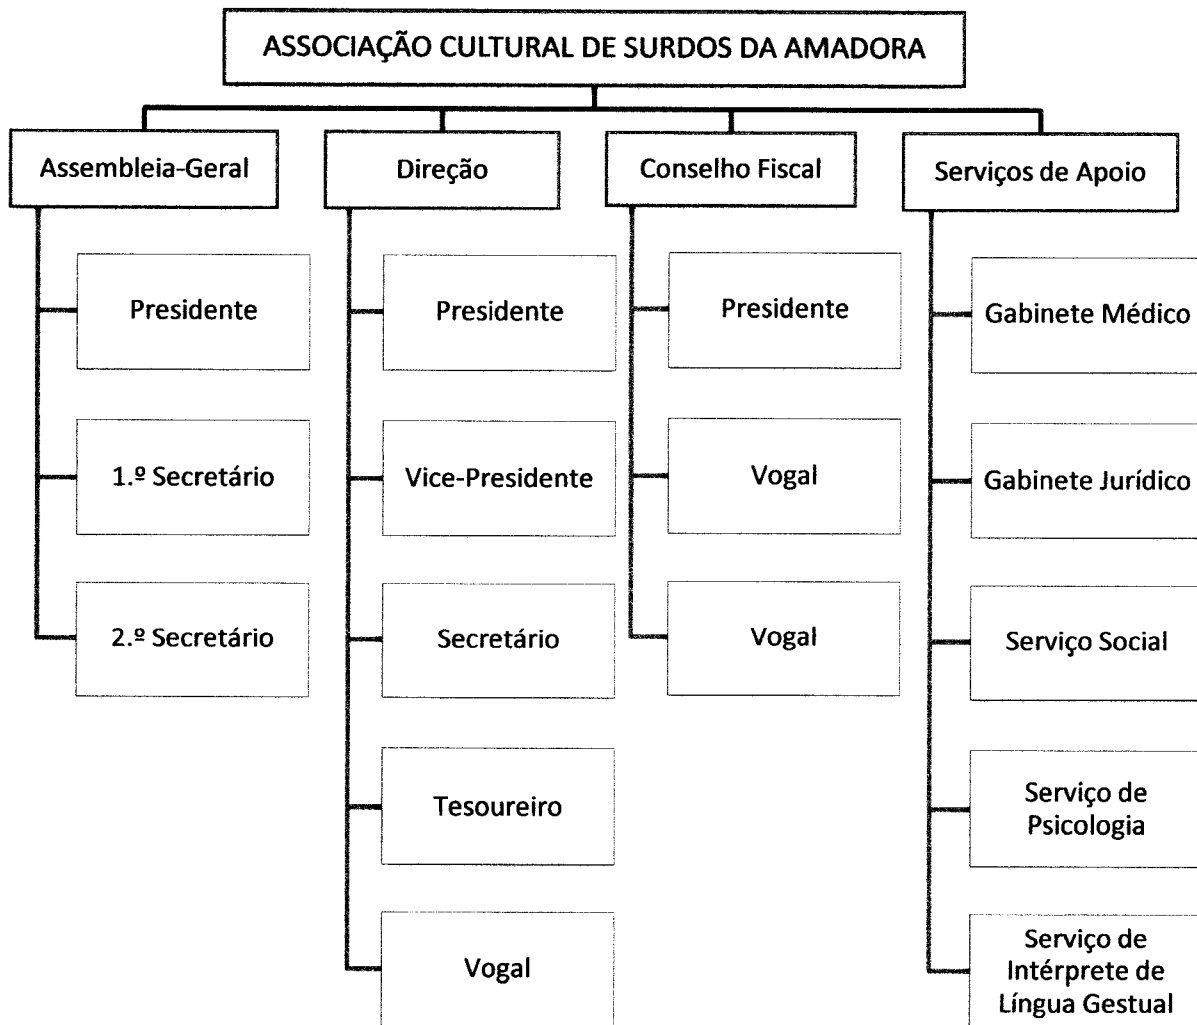 ASSOCIAÇÃO CULTURAL DE SURDOS DA AMADORA
Assembleia-Geral
Presidente
1.º Secretário
2.º Secretário
Direção
Presidente
Vice-Presidente
Secretário
Tesoureiro
Vogal
Conselho Fiscal
Presidente
Vogal
Vogal
Serviços de Apoio
Gabinete Médico
Gabinete Jurídico
Serviço Social
Serviço de
Psicologia
Serviço de
Intérprete de
Língua Gestual